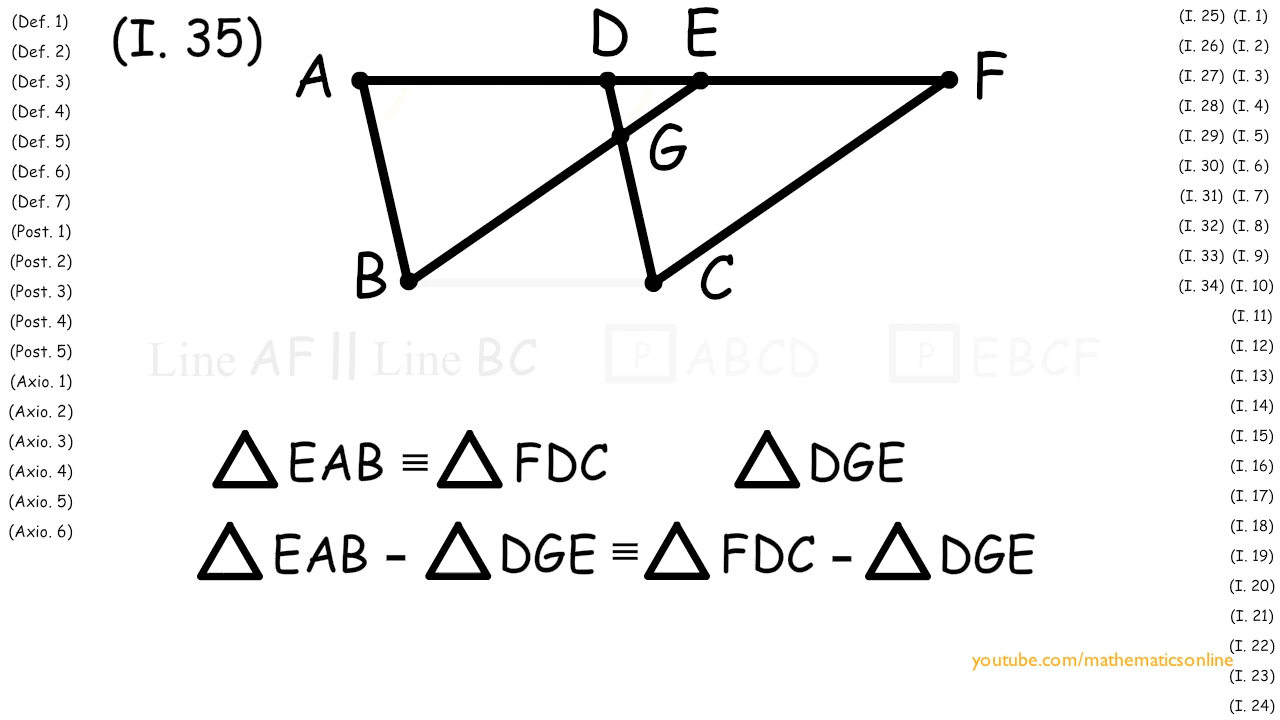 (Def. 1)
(Def. 2)
(Def. 3)
(Def. 4)
(Def. 5)
(Def. 6)
(Def. 7)
(Post. 1)
(Post. 2)
(Post. 3)
(Post. 4)
(Post. 5)
(Axio. 1)
(Axio. 2)
(Axio. 3)
(Axio. 4)
(Axio. 5)
(Axio. 6)
(I. 35)
D E
A F
G
B C
Line AF || Line BC P ABCD P EBCF
△ EAB ≡ △ FDC △ DGE
△ EAB - △ DGE ≡ △ FDC - △ DGE
youtube.com/mathematicsonline
(I. 25) (I. 1)
(I. 26) (I. 2)
(I. 27) (I. 3)
(I. 28) (I. 4)
(I. 29) (I. 5)
(I. 30) (I. 6)
(I. 31) (I. 7)
(I. 32) (I. 8)
(I. 33) (I. 9)
(I. 34) (I. 10)
(I. 11)
(I. 12)
(I. 13)
(I. 14)
(I. 15)
(I. 16)
(I. 17)
(I. 18)
(I. 19)
(I. 20)
(I. 21)
(I. 22)
(I. 23)
(I. 24)